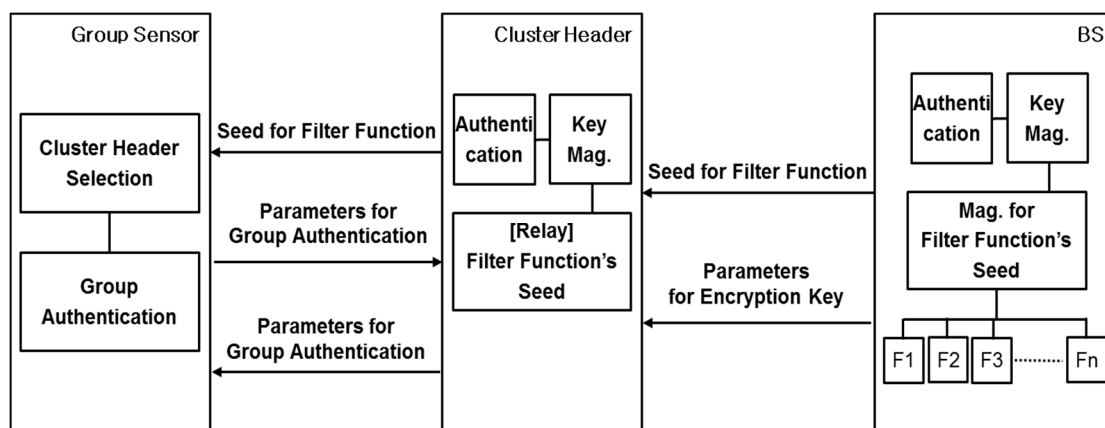 Group Sensor
Cluster Header
Selection
Group
Authentication
Seed for Filter Function
Parameters for
Group Authentication
Parameters for
Group Authentication
Cluster Header
Authenti
cation
Key
Mag.
[Relay]
Filter Function's
Seed
Seed for Filter Function
Parameters
for Encryption Key
BS
Authenti
cation
Key
Mag.
Mag. for
Filter Function's
Seed
F1
F2
F3
Fn